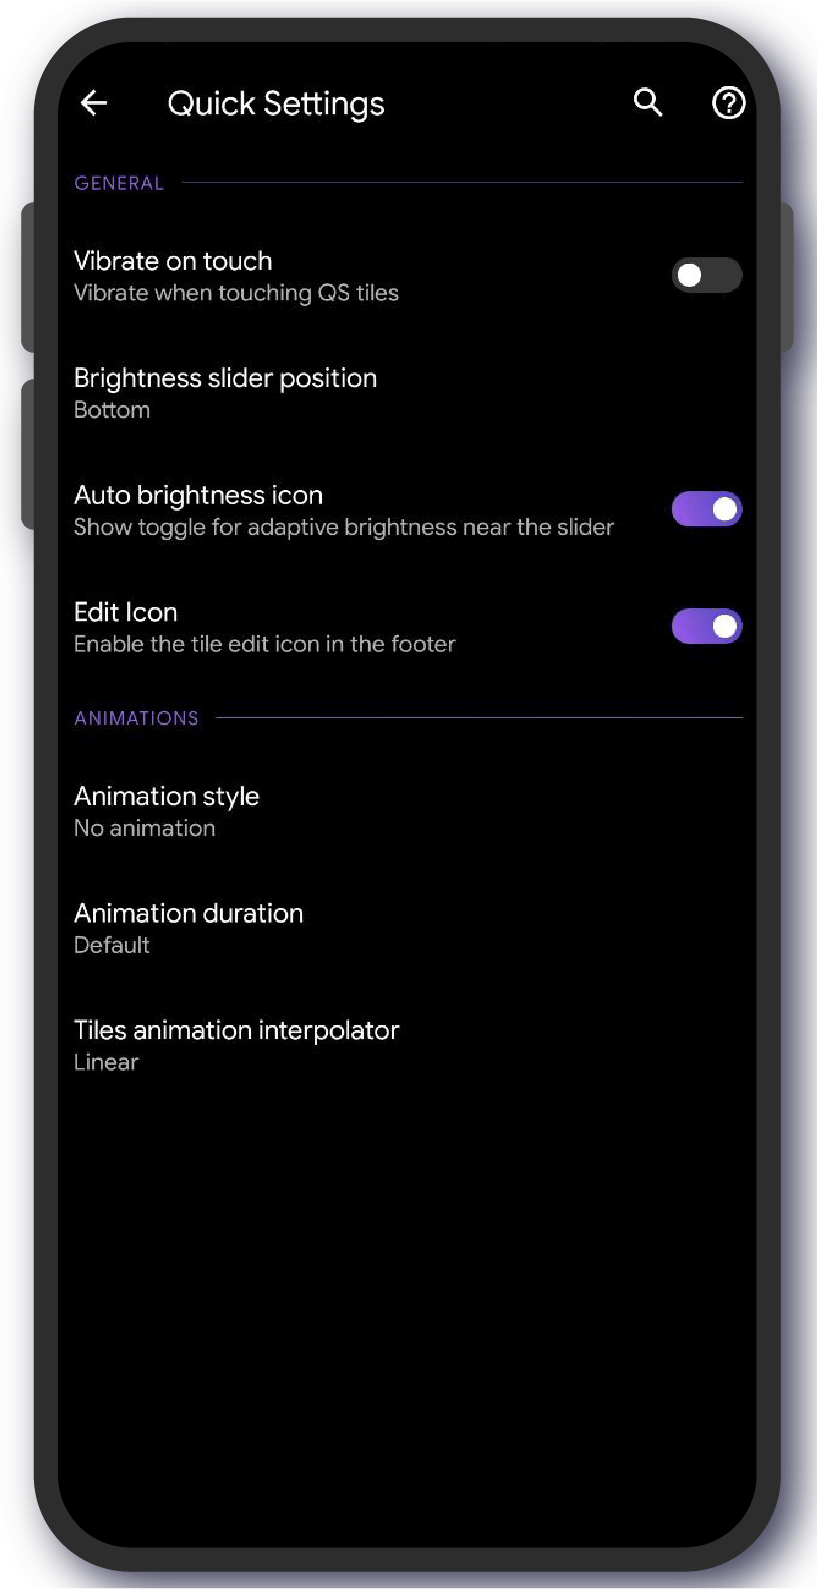 Quick Settings
GENERAL
Vibrate on touch
Vibrate when touching QS tiles
Brightness slider position
Bottom
Auto brightness icon
Show toggle for adaptive brightness near the slider
Edit Icon
Enable the tile edit icon in the footer
ANIMATIONS
Animation style
No animation
Animation duration
Default
Tiles animation interpolator
Linear